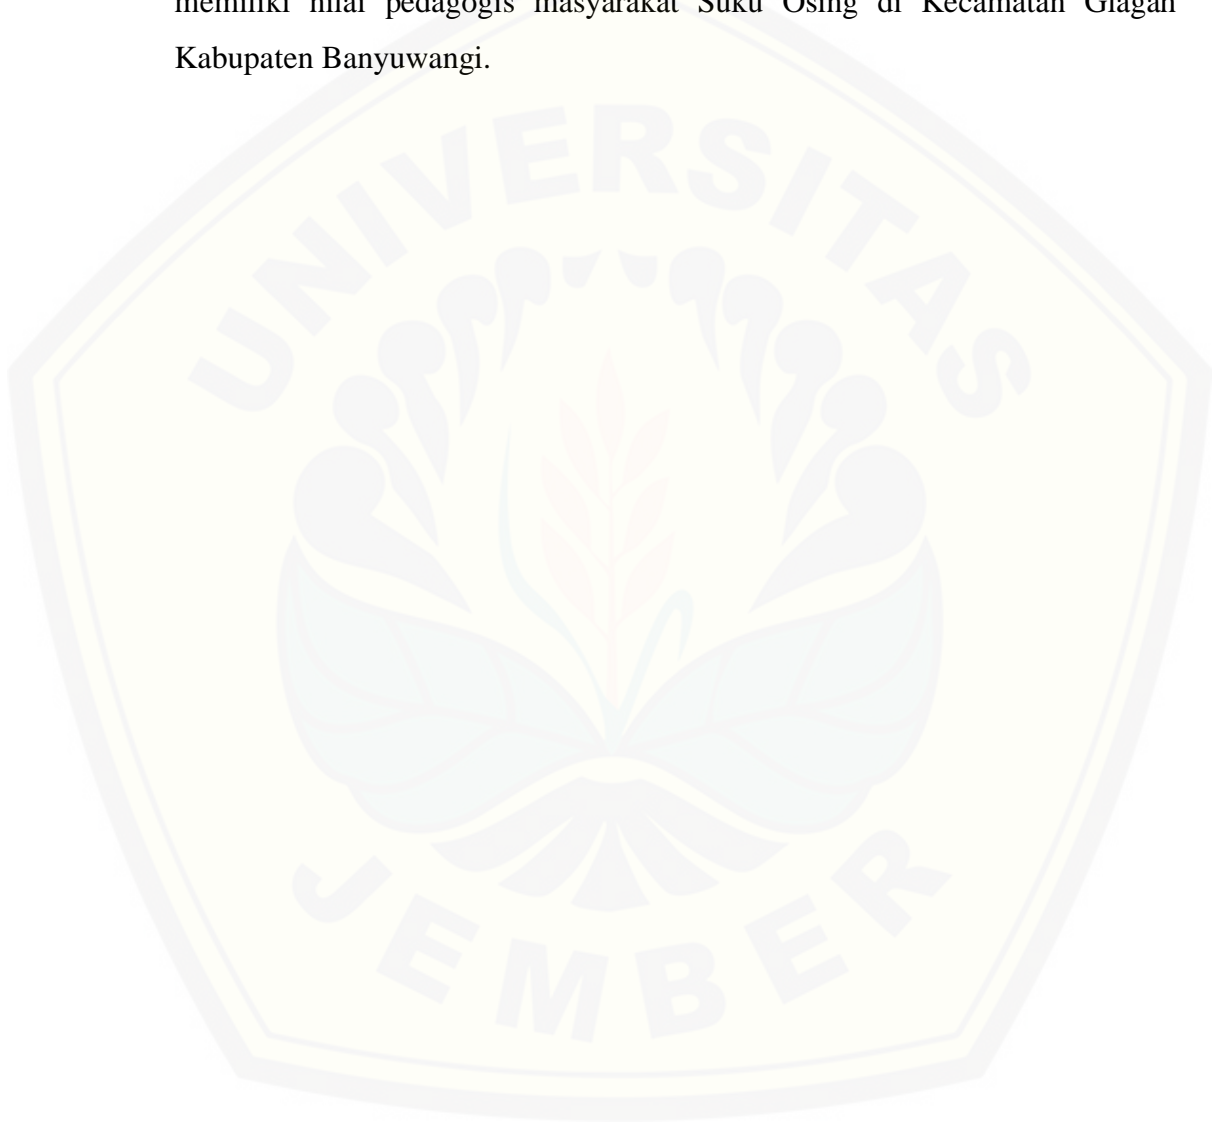 memiliki nilai pedagogis masyarakat Suku Osing di Kecamatan Glagah
Kabupaten Banyuwangi.
UNIVERSITAS
JEMBER